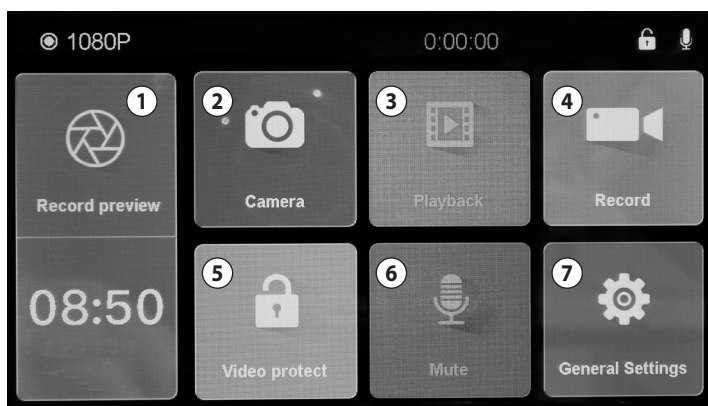 1080P 0:00:00
1 2 3 4
Record preview Camera Playback Record
08:50
5 6 7
Video protect Mute General Settings